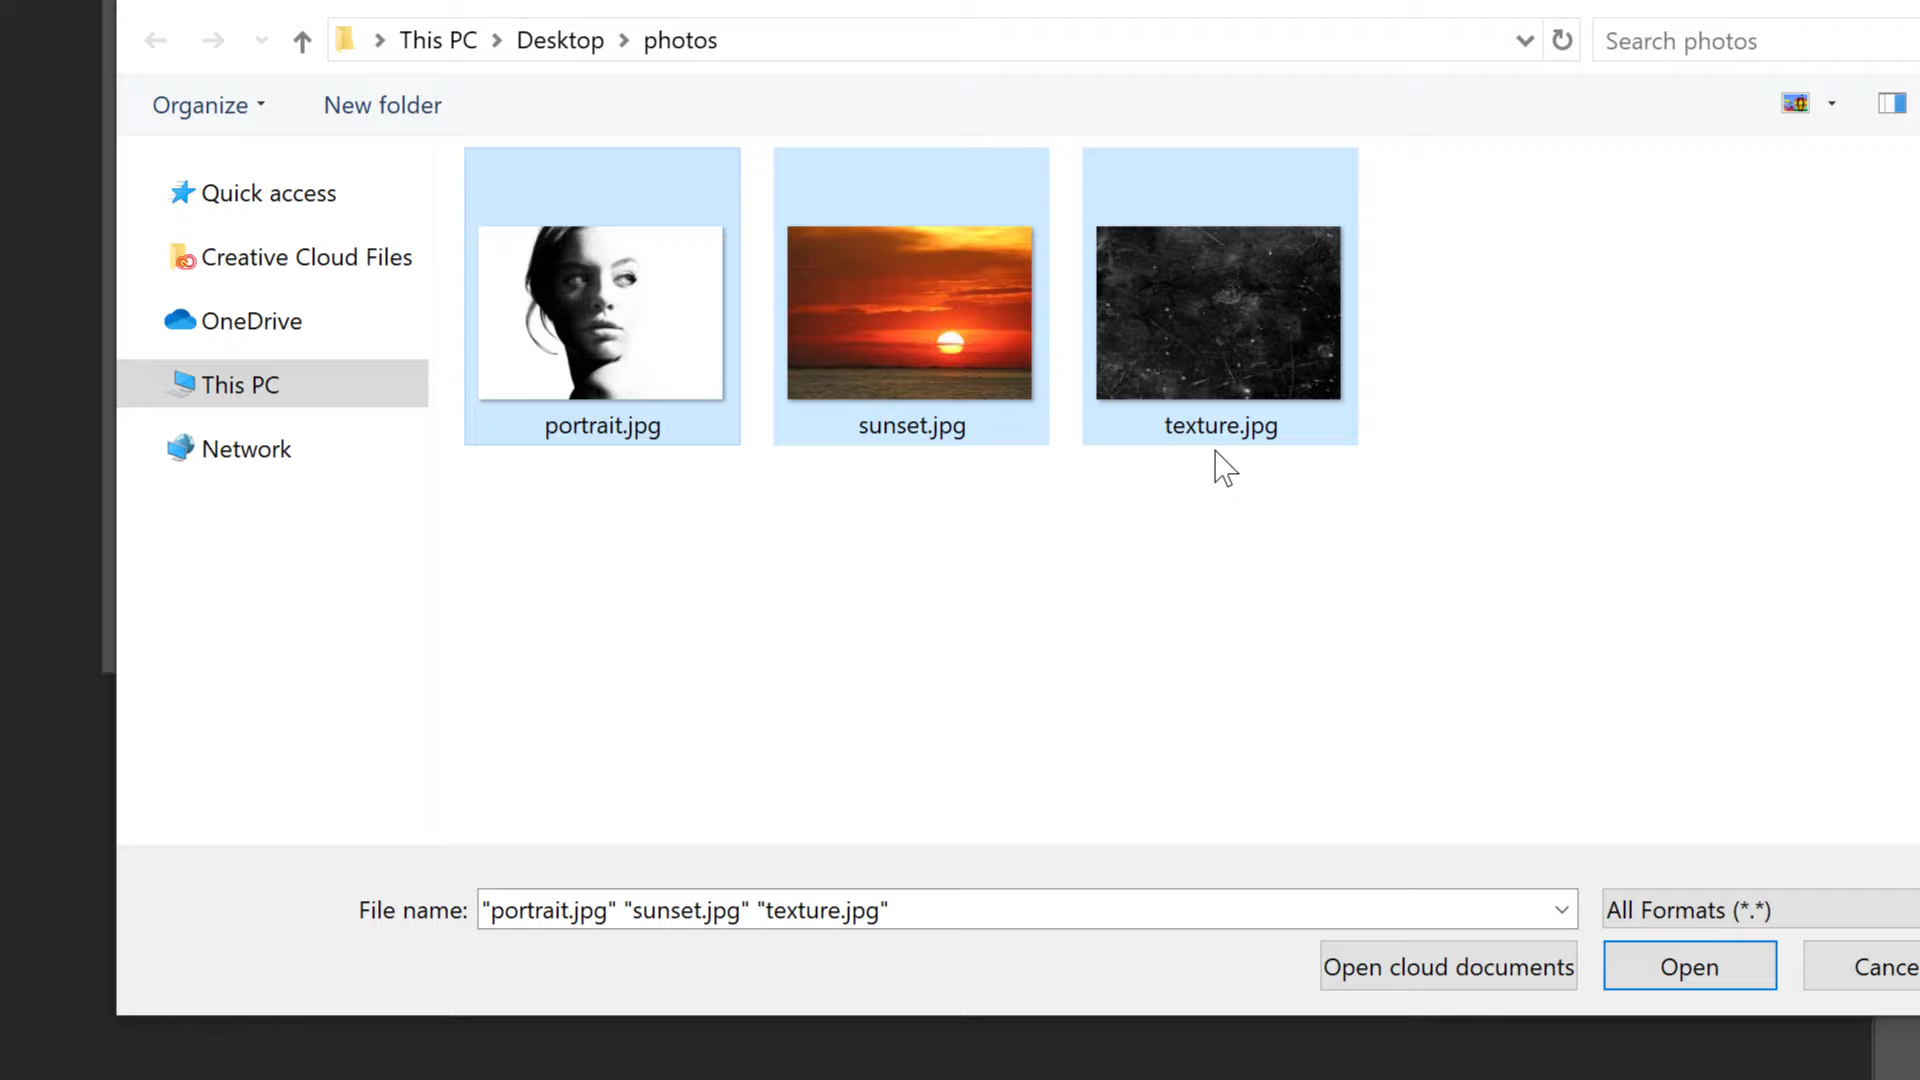 This PC > Desktop > photos
Search photos
Organize
New folder
Quick access
Creative Cloud Files
OneDrive
This PC
Network
portrait.jpg
sunset.jpg
texture.jpg
File name: "portrait.jpg" "sunset.jpg" "texture.jpg"
All Formats (*.*)
Open cloud documents
Open
Cance